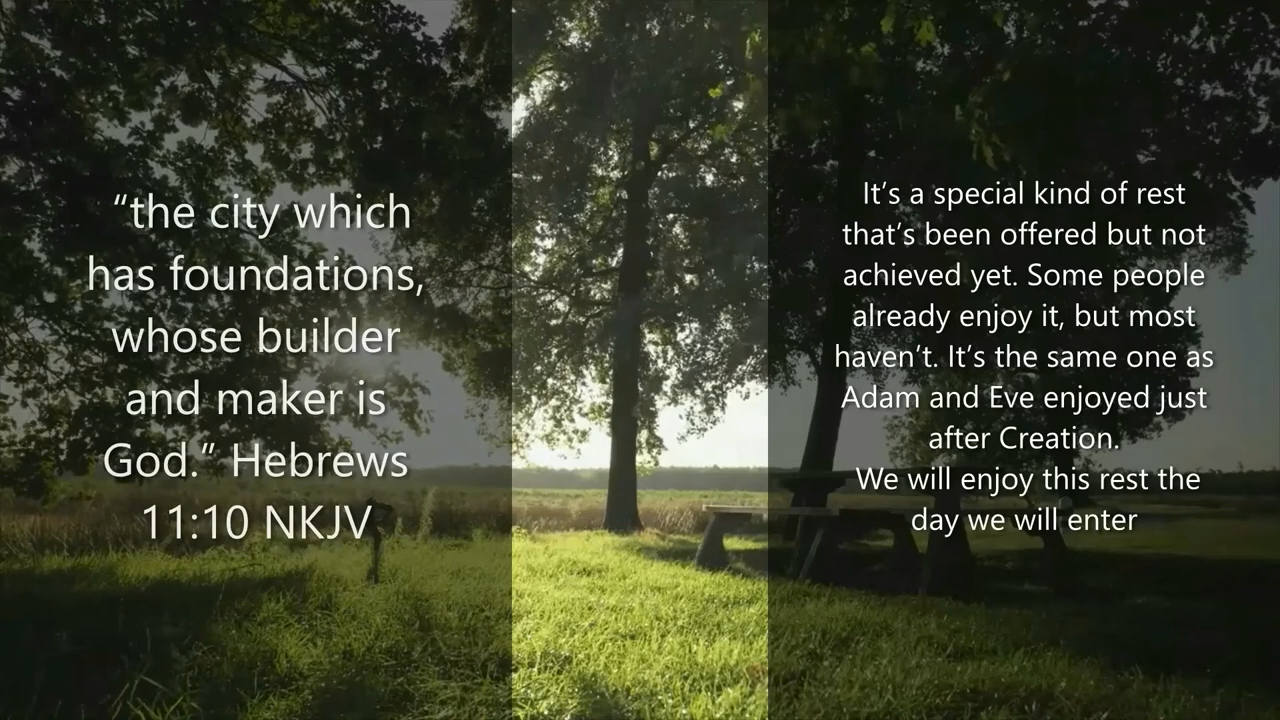 “the city which
has foundations,
whose builder
and maker is
God.” Hebrews
11:10 NKJV
It’s a special kind of rest
that’s been offered but not
achieved yet. Some people
already enjoy it, but most
haven’t. It’s the same one as
Adam and Eve enjoyed just
after Creation.
We will enjoy this rest the
day we will enter